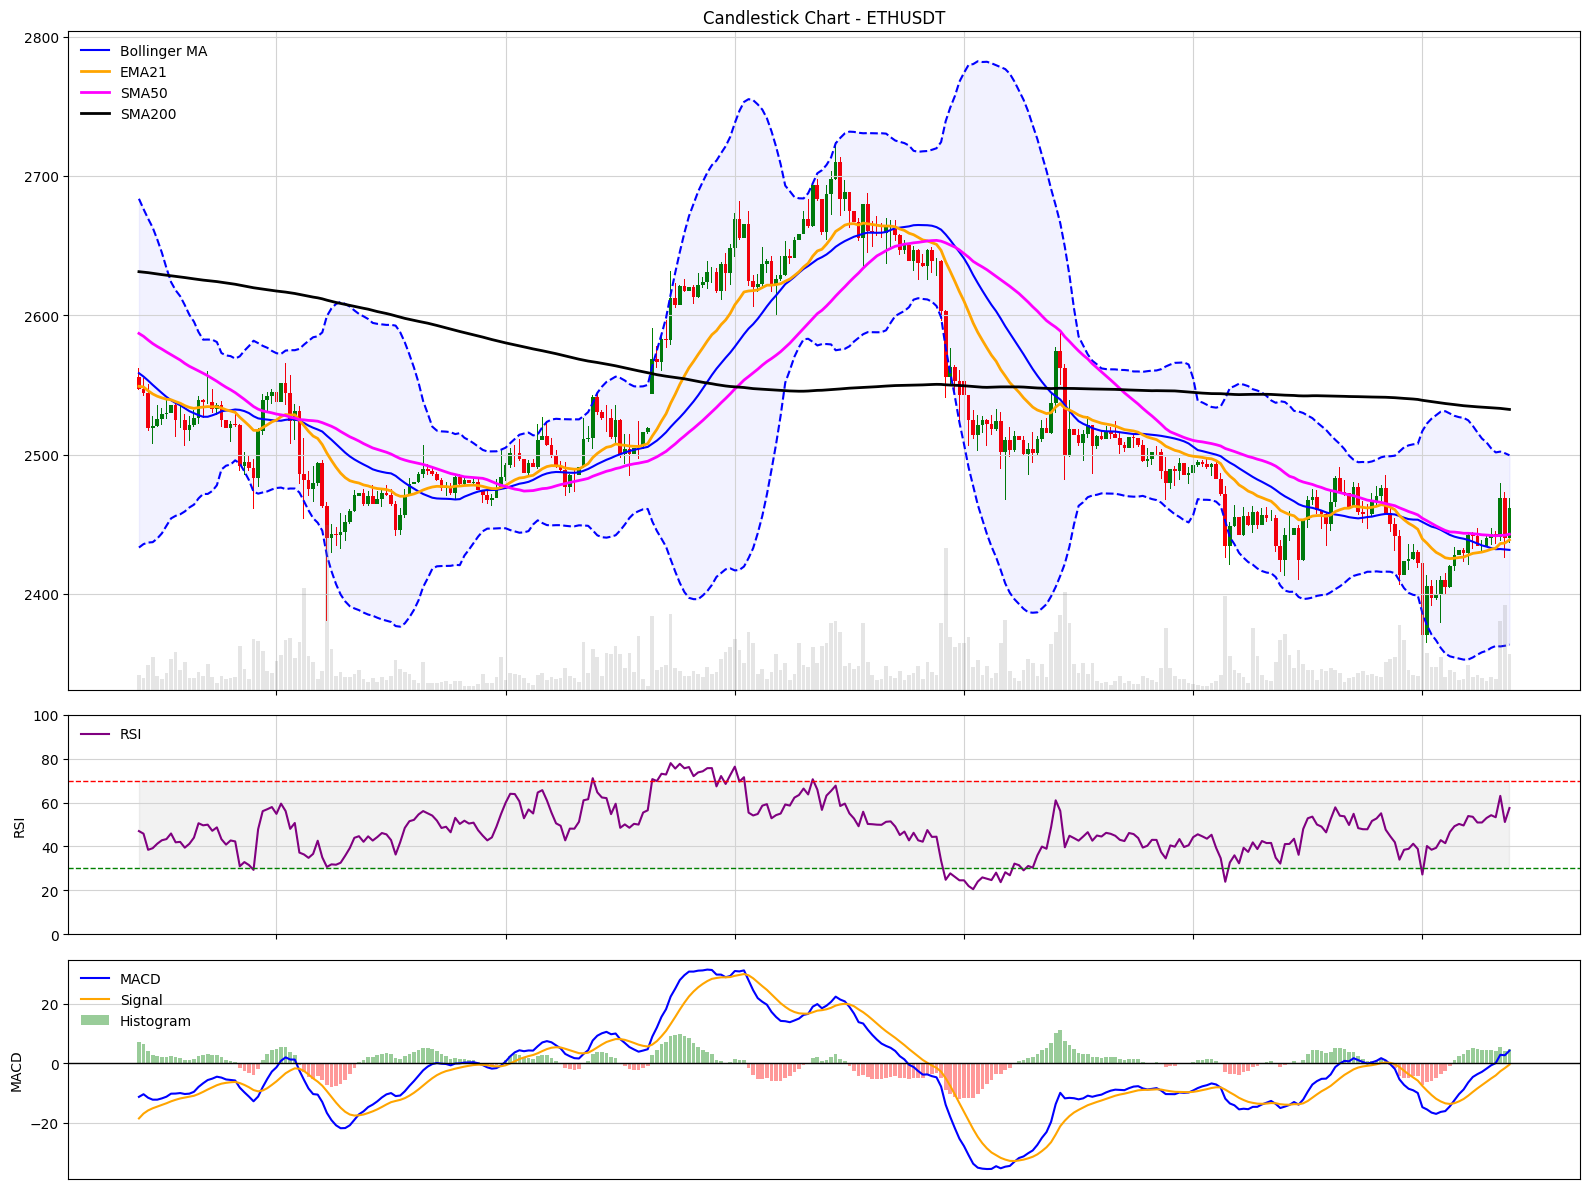 Candlestick Chart - ETHUSDT
2800
2700
2600
2500
2400
Bollinger MA
EMA21
SMA50
SMA200
100
80
60
40
20
0
RSI
RSI
20
0
−20
MACD
MACD
Signal
Histogram